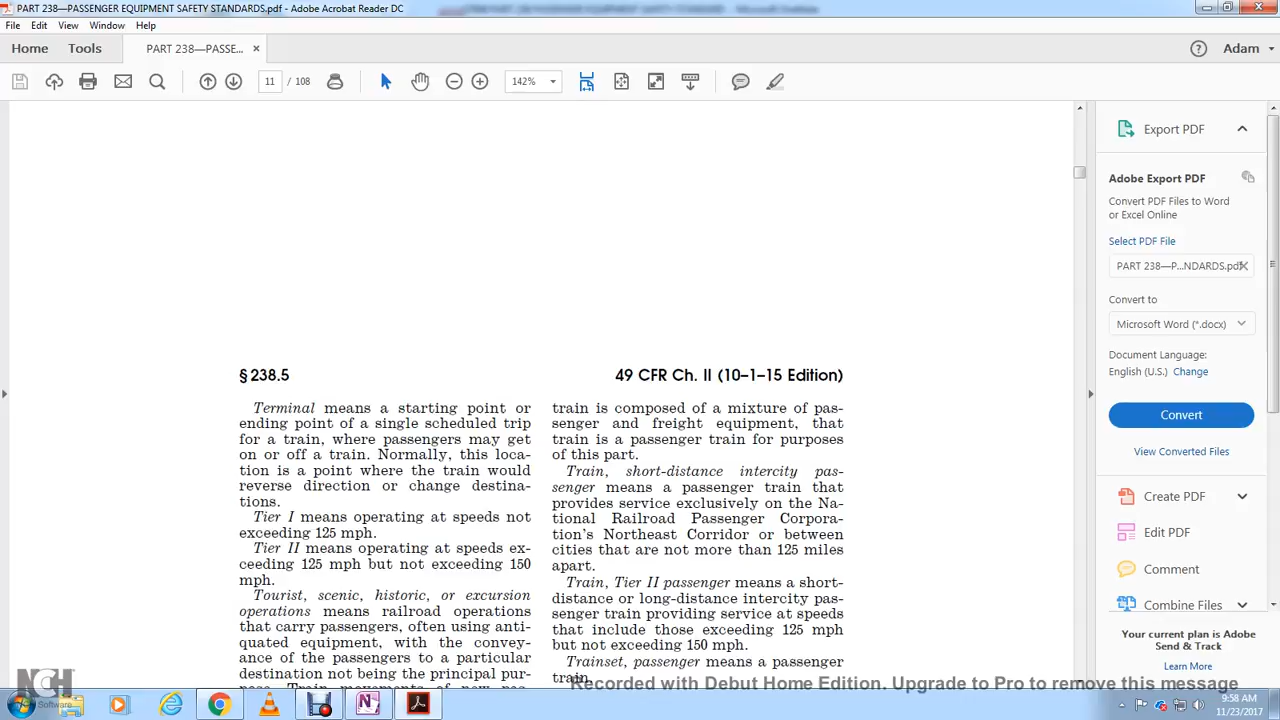 PART 238—PASSENGER EQUIPMENT SAFETY STANDARDS.pdf - Adobe Acrobat Reader DC
File Edit View Window Help
Home Tools PART 238—PASSE... × Adam
11 / 108 142%
Export PDF
Adobe Export PDF
Convert PDF Files to Word
or Excel Online
Select PDF File
PART 238—P...NDARDS.pdf
Convert to
Microsoft Word (*.docx)
Document Language:
English (U.S.) Change
Convert
View Converted Files
Create PDF
Edit PDF
Comment
Combine Files
Your current plan is Adobe
Send & Track
Learn More
§ 238.5
49 CFR Ch. II (10–1–15 Edition)
Terminal means a starting point or
ending point of a single scheduled trip
for a train, where passengers may get
on or off a train. Normally, this loca-
tion is a point where the train would
reverse direction or change destina-
tions.
Tier I means operating at speeds not
exceeding 125 mph.
Tier II means operating at speeds ex-
ceeding 125 mph but not exceeding 150
mph.
Tourist, scenic, historic, or excursion
operations means railroad operations
that carry passengers, often using anti-
quated equipment, with the convey-
ance of the passengers to a particular
destination not being the principal pur-
train is composed of a mixture of pas-
senger and freight equipment, that
train is a passenger train for purposes
of this part.
Train, short-distance intercity pas-
senger means a passenger train that
provides service exclusively on the Na-
tional Railroad Passenger Corpora-
tion's Northeast Corridor or between
cities that are not more than 125 miles
apart.
Train, Tier II passenger means a short-
distance or long-distance intercity pas-
senger train providing service at speeds
that include those exceeding 125 mph
but not exceeding 150 mph.
Trainset, passenger means a passenger
train.
Recorded with Debut Home Edition. Upgrade to Pro to remove this message
NCH Software
9:58 AM
11/23/2017